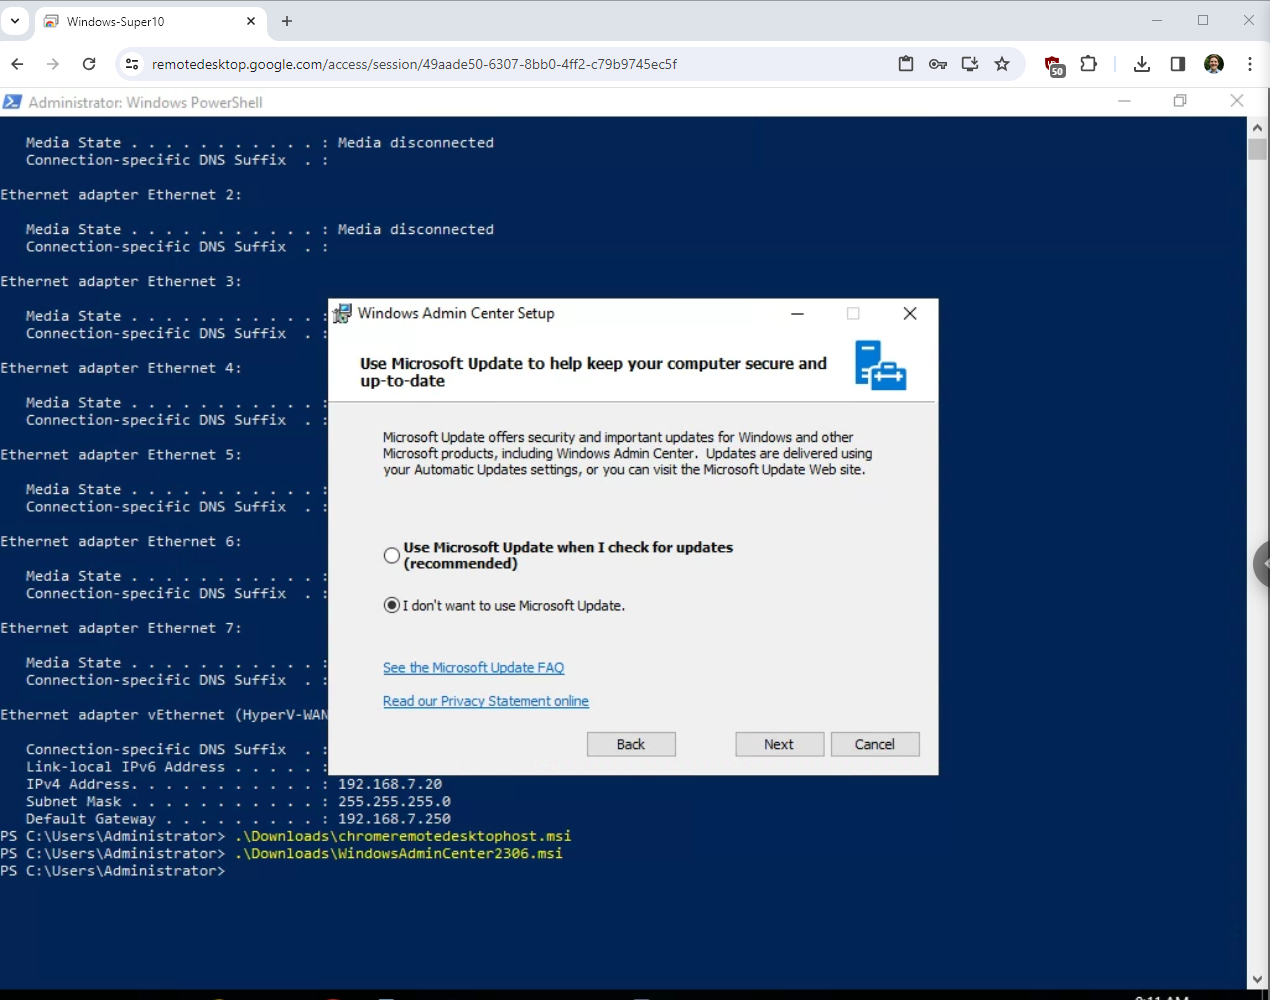 Windows-Super10
remotedesktop.google.com/access/session/49aade50-6307-8bb0-4ff2-c79b9745ec5f
50
Administrator: Windows PowerShell
Media State . . . . . . . . . . . : Media disconnected
Connection-specific DNS Suffix  . :
Ethernet adapter Ethernet 2:
Media State . . . . . . . . . . . : Media disconnected
Connection-specific DNS Suffix  . :
Ethernet adapter Ethernet 3:
Media State . . . . . . . . . . . :
Connection-specific DNS Suffix  . :
Ethernet adapter Ethernet 4:
Media State . . . . . . . . . . . :
Connection-specific DNS Suffix  . :
Ethernet adapter Ethernet 5:
Media State . . . . . . . . . . . :
Connection-specific DNS Suffix  . :
Ethernet adapter Ethernet 6:
Media State . . . . . . . . . . . :
Connection-specific DNS Suffix  . :
Ethernet adapter Ethernet 7:
Media State . . . . . . . . . . . :
Connection-specific DNS Suffix  . :
Ethernet adapter vEthernet (HyperV-WAN
Connection-specific DNS Suffix  . :
Link-local IPv6 Address . . . . . :
IPv4 Address. . . . . . . . . . . : 192.168.7.20
Subnet Mask . . . . . . . . . . . : 255.255.255.0
Default Gateway . . . . . . . . . : 192.168.7.250
PS C:\Users\Administrator> .\Downloads\chromeremotedesktophost.msi
PS C:\Users\Administrator> .\Downloads\WindowsAdminCenter2306.msi
PS C:\Users\Administrator>
Windows Admin Center Setup
Use Microsoft Update to help keep your computer secure and
up-to-date
Microsoft Update offers security and important updates for Windows and other
Microsoft products, including Windows Admin Center.  Updates are delivered using
your Automatic Updates settings, or you can visit the Microsoft Update Web site.
Use Microsoft Update when I check for updates
(recommended)
I don't want to use Microsoft Update.
See the Microsoft Update FAQ
Read our Privacy Statement online
Back
Next
Cancel